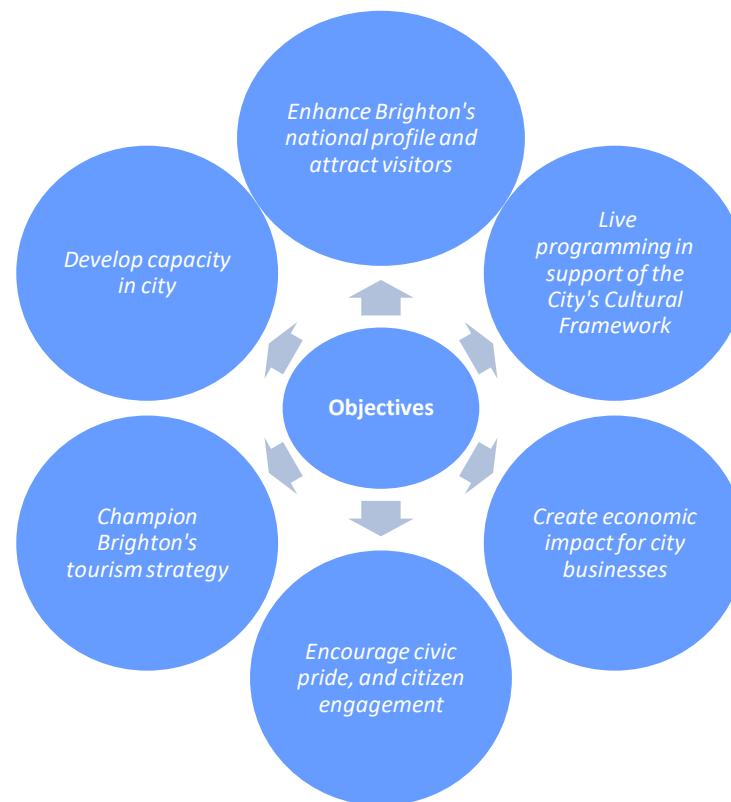 Enhance Brighton's
national profile and
attract visitors
Live
programming in
support of the
City's Cultural
Framework
Create economic
impact for city
businesses
Encourage civic
pride, and citizen
engagement
Champion
Brighton's
tourism strategy
Develop capacity
in city
Objectives